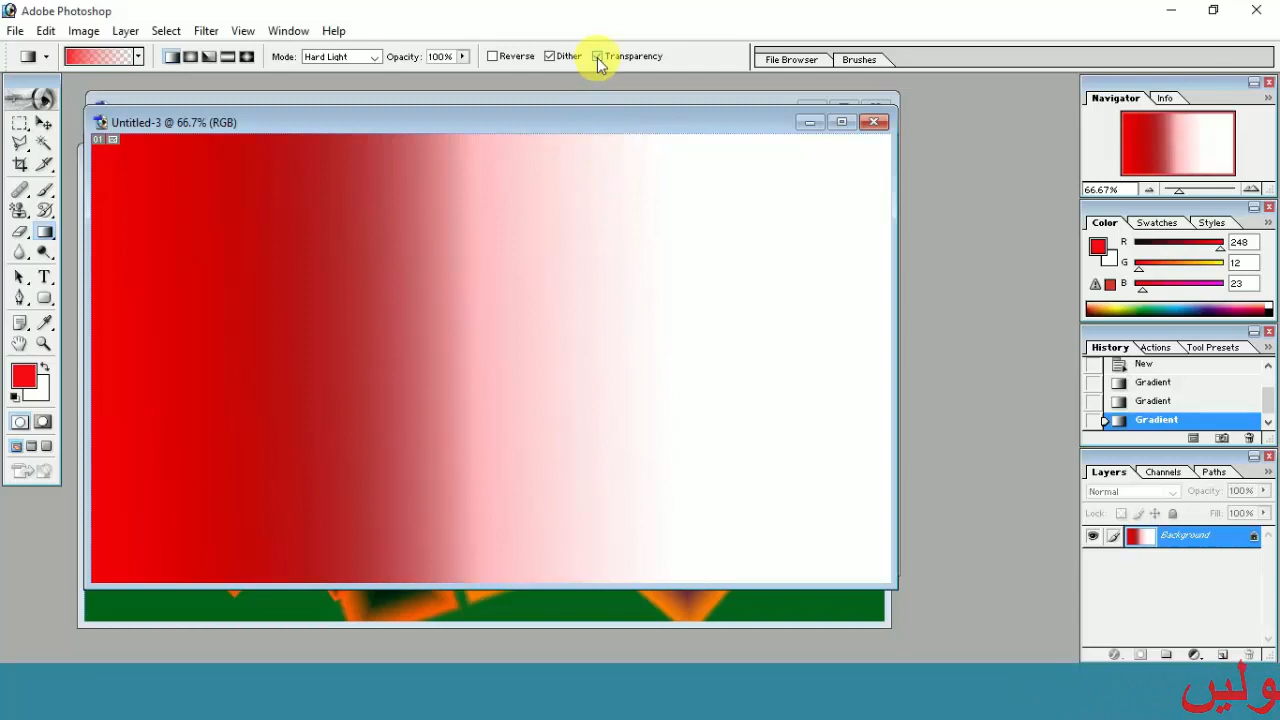 Adobe Photoshop
File Edit Image Layer Select Filter View Window Help
Mode: Hard Light Opacity: 100% Reverse Dither Transparency File Browser Brushes
Untitled-3 @ 66.7% (RGB)
01
Navigator Info
66.67%
Color Swatches Styles
R 248
G 12
B 23
History Actions Tool Presets
New
Gradient
Gradient
Gradient
Layers Channels Paths
Normal Opacity: 100%
Lock: Fill: 100%
Background
ولیں